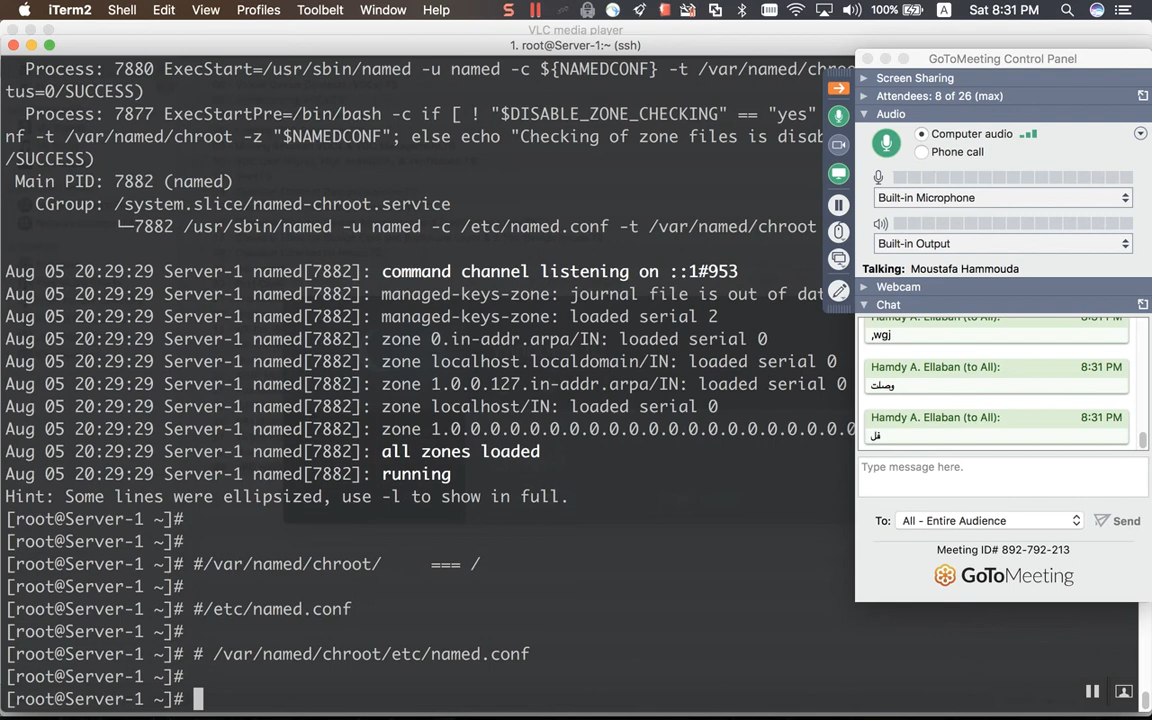 iTerm2 Shell Edit View Profiles Toolbelt Window Help 100% A Sat 8:31 PM
VLC media player
1. root@Server-1:~ (ssh)
Process: 7880 ExecStart=/usr/sbin/named -u named -c ${NAMEDCONF} -t /var/named/chro
tus=0/SUCCESS)
Process: 7877 ExecStartPre=/bin/bash -c if [ ! "$DISABLE_ZONE_CHECKING" == "yes"
nf -t /var/named/chroot -z "$NAMEDCONF"; else echo "Checking of zone files is disab
/SUCCESS)
Main PID: 7882 (named)
CGroup: /system.slice/named-chroot.service
└─7882 /usr/sbin/named -u named -c /etc/named.conf -t /var/named/chroot
Aug 05 20:29:29 Server-1 named[7882]: command channel listening on ::1#953
Aug 05 20:29:29 Server-1 named[7882]: managed-keys-zone: journal file is out of dat
Aug 05 20:29:29 Server-1 named[7882]: managed-keys-zone: loaded serial 2
Aug 05 20:29:29 Server-1 named[7882]: zone 0.in-addr.arpa/IN: loaded serial 0
Aug 05 20:29:29 Server-1 named[7882]: zone localhost.localdomain/IN: loaded serial 0
Aug 05 20:29:29 Server-1 named[7882]: zone 1.0.0.127.in-addr.arpa/IN: loaded serial 0
Aug 05 20:29:29 Server-1 named[7882]: zone localhost/IN: loaded serial 0
Aug 05 20:29:29 Server-1 named[7882]: zone 1.0.0.0.0.0.0.0.0.0.0.0.0.0.0.0.0.0.0.0.0.0
Aug 05 20:29:29 Server-1 named[7882]: all zones loaded
Aug 05 20:29:29 Server-1 named[7882]: running
Hint: Some lines were ellipsized, use -l to show in full.
[root@Server-1 ~]#
[root@Server-1 ~]#
[root@Server-1 ~]# #/var/named/chroot/ === /
[root@Server-1 ~]#
[root@Server-1 ~]# #/etc/named.conf
[root@Server-1 ~]#
[root@Server-1 ~]# # /var/named/chroot/etc/named.conf
[root@Server-1 ~]#
[root@Server-1 ~]#
GoToMeeting Control Panel
Screen Sharing
Attendees: 8 of 26 (max)
Audio
Computer audio
Phone call
Built-in Microphone
Built-in Output
Talking: Moustafa Hammouda
Webcam
Chat
Hamdy A. Ellaban (to All): 8:31 PM
,wgj
Hamdy A. Ellaban (to All): 8:31 PM
وصلت
Hamdy A. Ellaban (to All): 8:31 PM
قل
Type message here.
To: All - Entire Audience Send
Meeting ID# 892-792-213
GoToMeeting